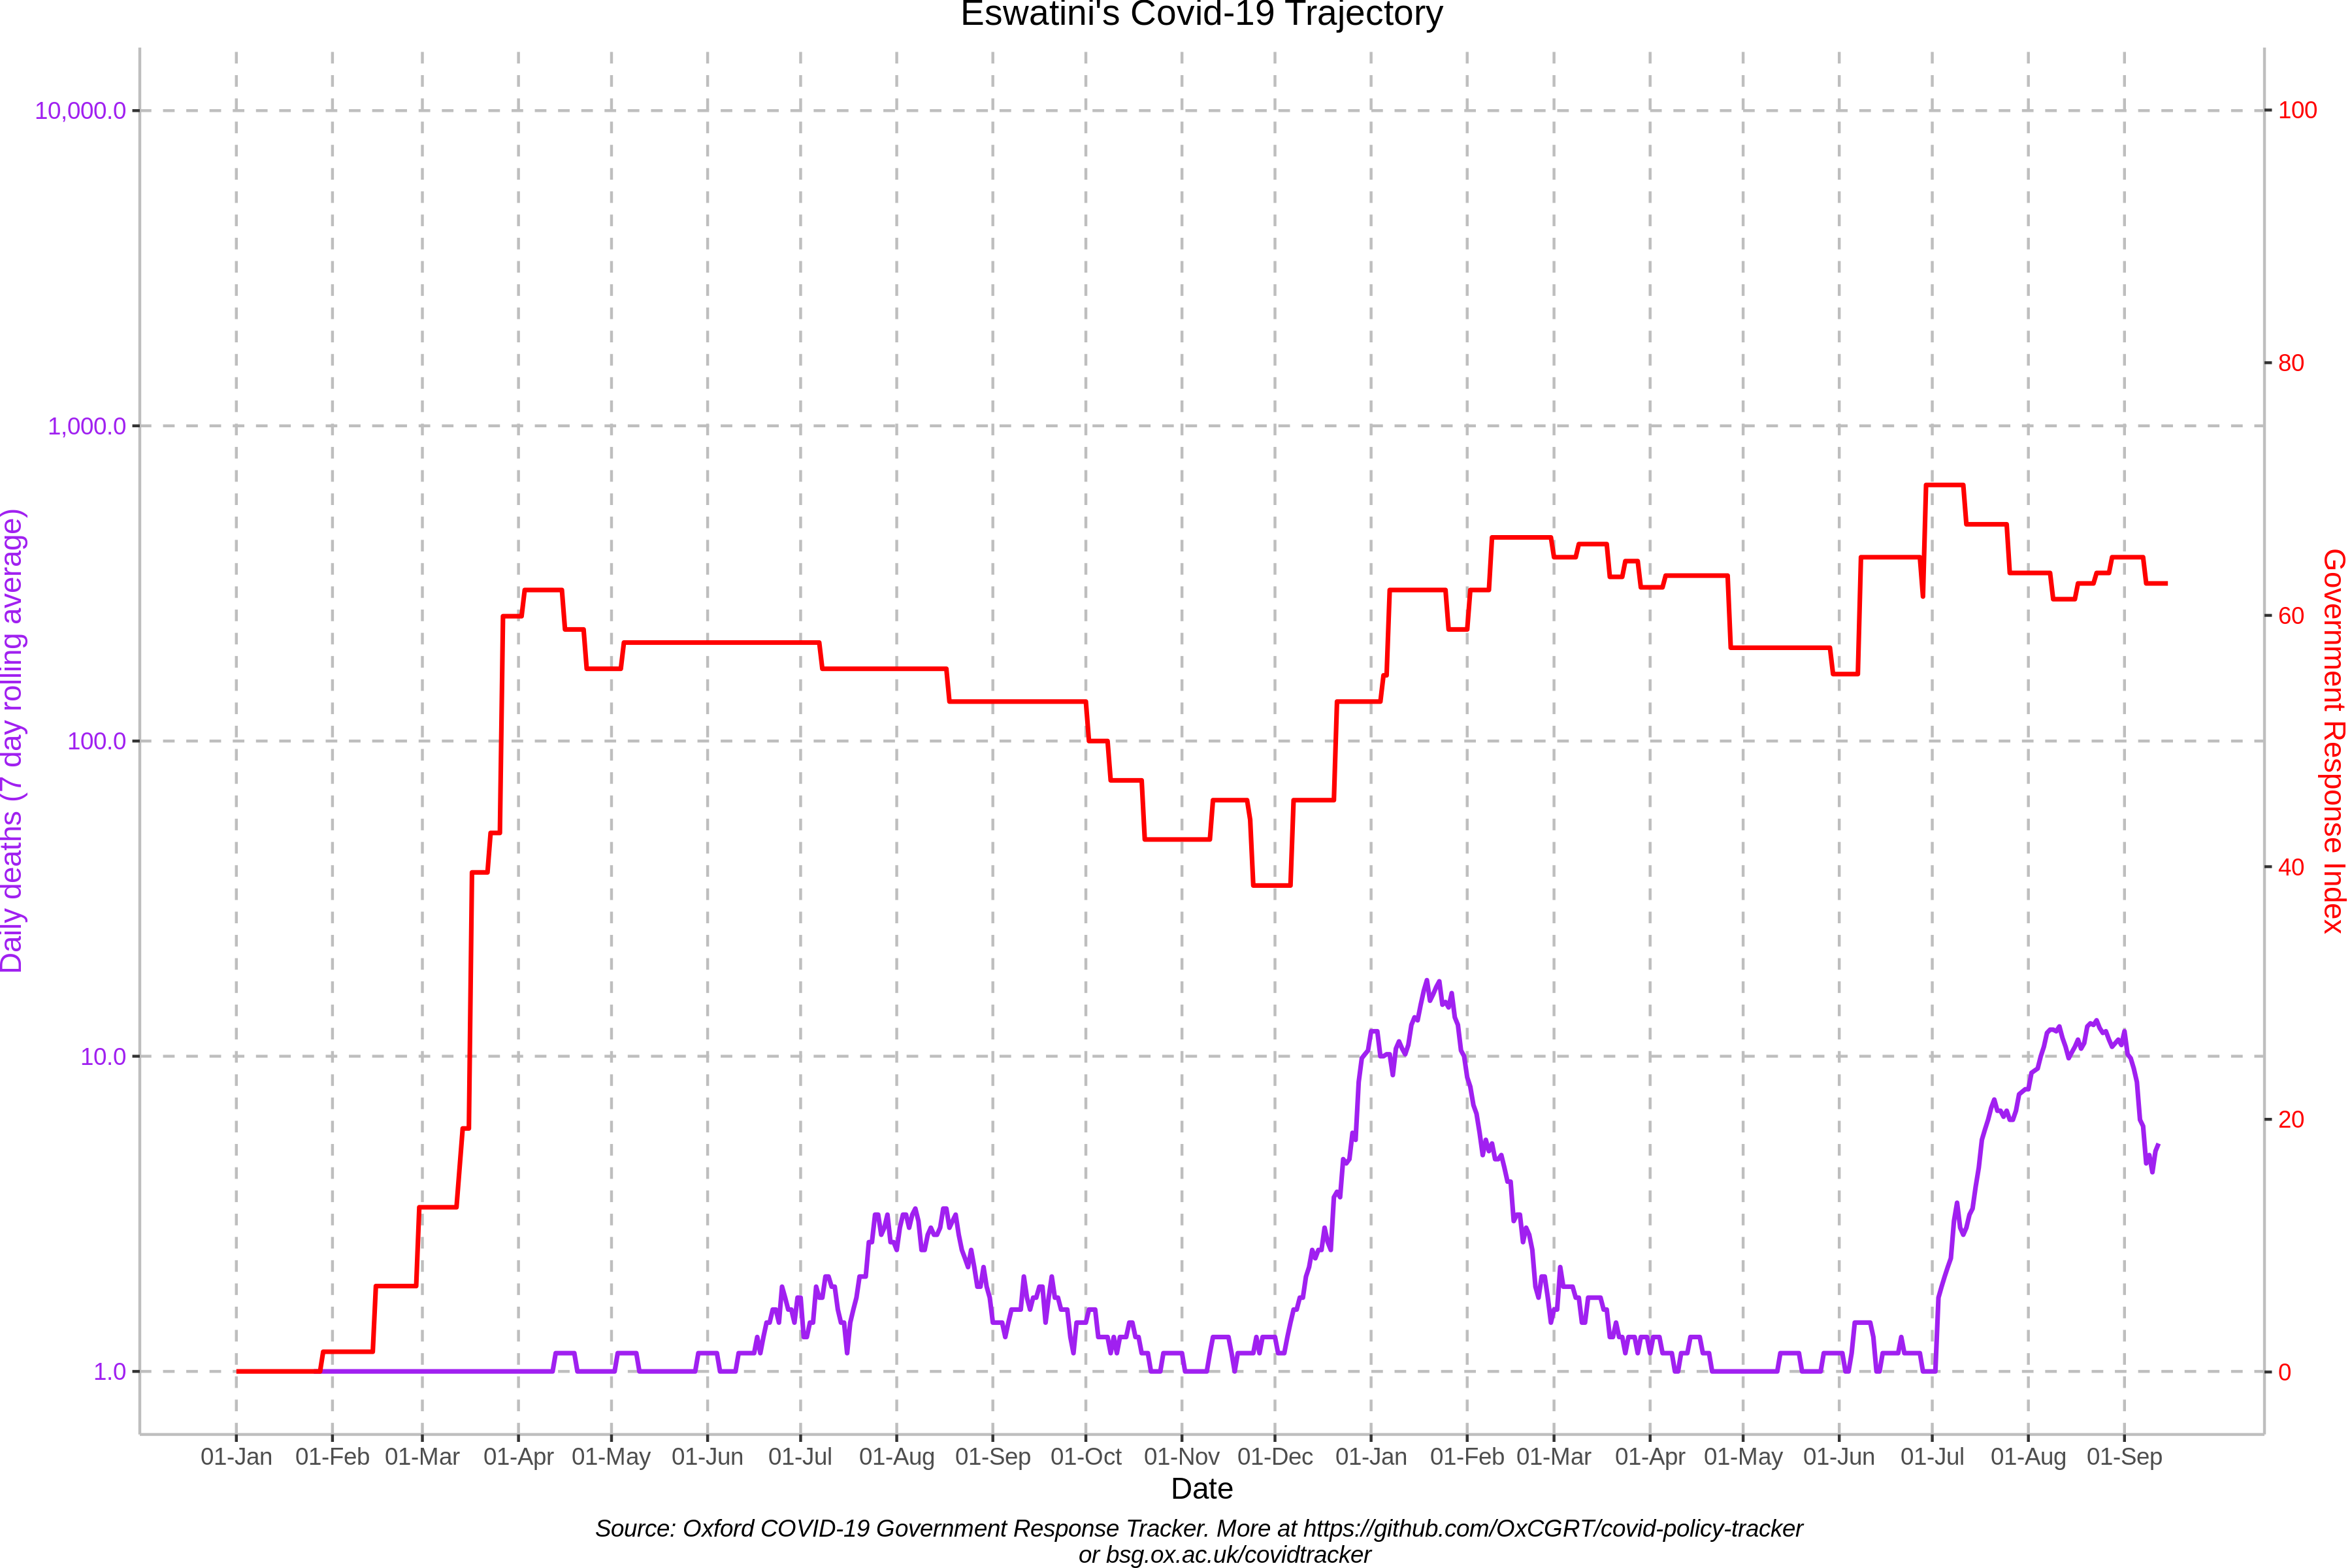 Eswatini's Covid-19 Trajectory
10,000.0
1,000.0
100.0
10.0
1.0
Daily deaths (7 day rolling average)
100
80
60
40
20
0
Government Response Index
01-Jan 01-Feb 01-Mar 01-Apr 01-May 01-Jun 01-Jul 01-Aug 01-Sep 01-Oct 01-Nov 01-Dec 01-Jan 01-Feb 01-Mar 01-Apr 01-May 01-Jun 01-Jul 01-Aug 01-Sep
Date
Source: Oxford COVID-19 Government Response Tracker. More at https://github.com/OxCGRT/covid-policy-tracker
or bsg.ox.ac.uk/covidtracker